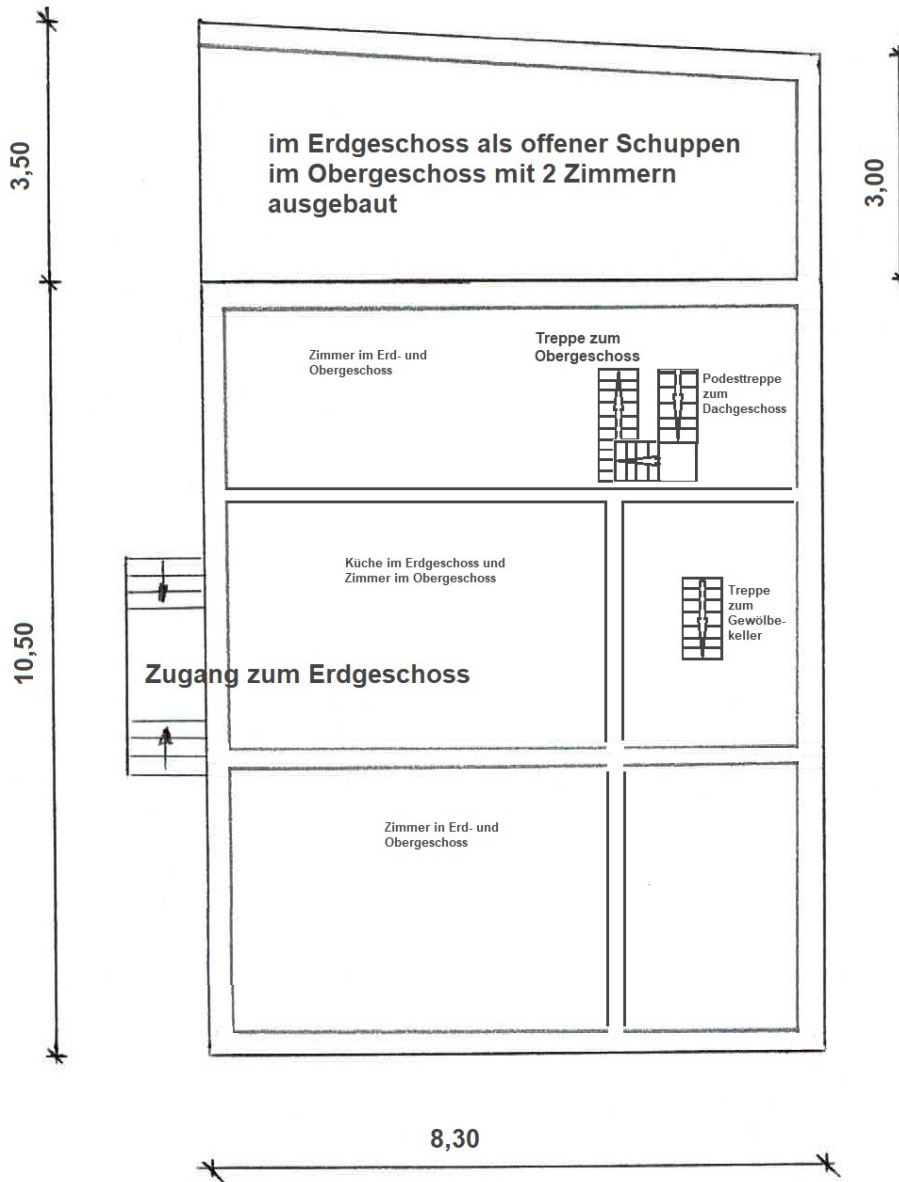 3,50
3,00
im Erdgeschoss als offener Schuppen
im Obergeschoss mit 2 Zimmern
ausgebaut
Treppe zum
Obergeschoss
Zimmer im Erd- und
Obergeschoss
Podesttreppe
zum
Dachgeschoss
Küche im Erdgeschoss und
Zimmer im Obergeschoss
Treppe
zum
Gewölbe-
keller
10,50
Zugang zum Erdgeschoss
Zimmer in Erd- und
Obergeschoss
8,30